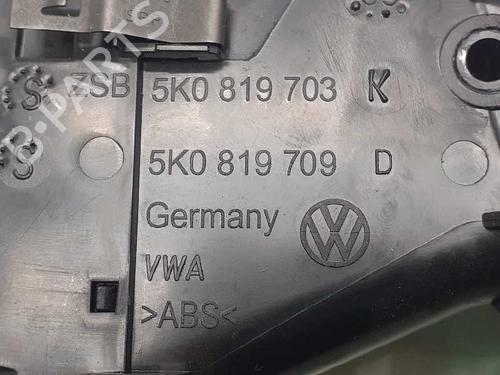 ZSB 5K0 819 703 K
S
5K0 819 709 D
S
Germany
VWA
>ABS<
B-PARTS